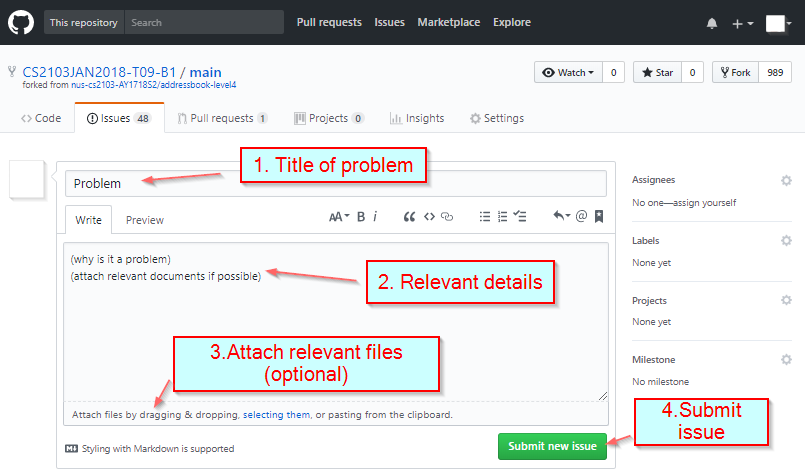 This repository Search Pull requests Issues Marketplace Explore
CS2103JAN2018-T09-B1 / main
forked from nus-cs2103-AY1718S2/addressbook-level4
Watch 0 Star 0 Fork 989
Code Issues 48 Pull requests 1 Projects 0 Insights Settings
1. Title of problem
Problem
Write Preview AA B i
(why is it a problem)
(attach relevant documents if possible)
2. Relevant details
3.Attach relevant files
(optional)
Attach files by dragging & dropping, selecting them, or pasting from the clipboard.
Styling with Markdown is supported
Submit new issue
4.Submit
issue
Assignees
No one—assign yourself
Labels
None yet
Projects
None yet
Milestone
No milestone